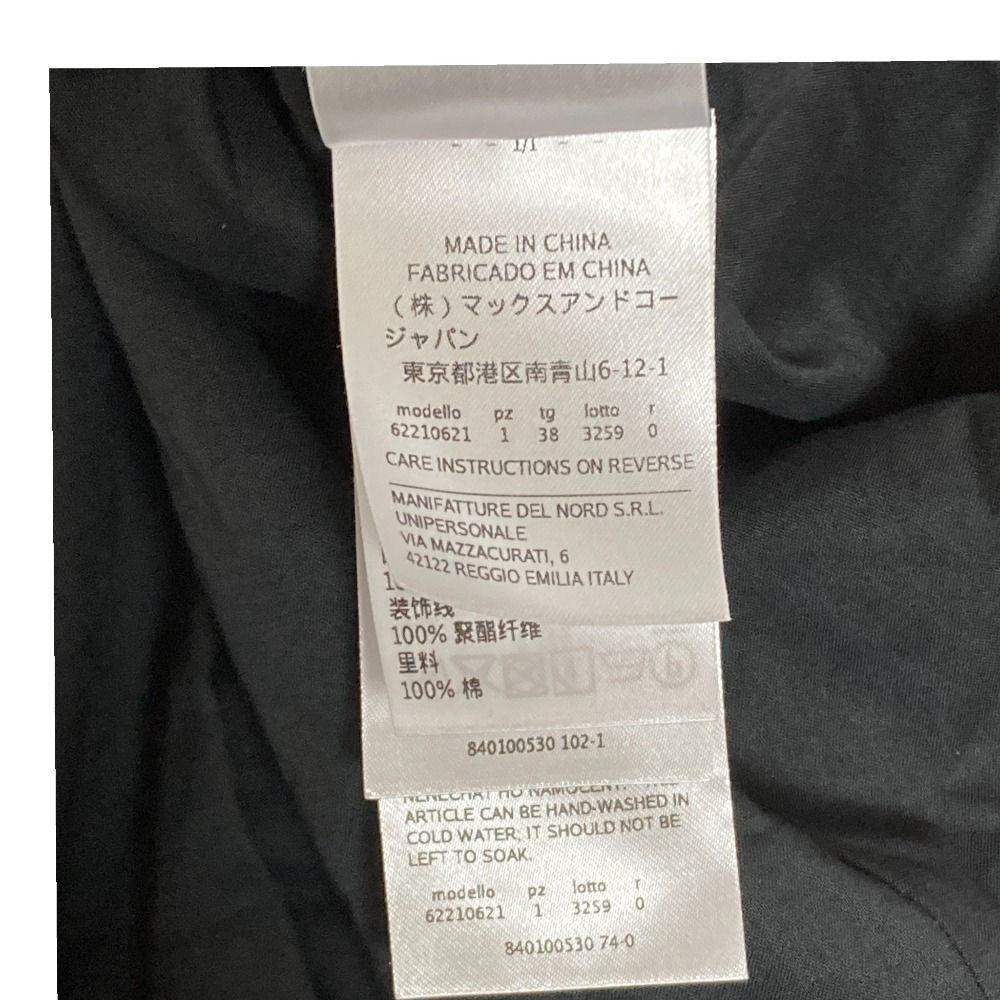 1/1
MADE IN CHINA
FABRICADO EM CHINA
(株)マックスアンドコー
ジャパン
東京都港区南青山6-12-1
modello pz tg lotto r
62210621 1 38 3259 0
CARE INSTRUCTIONS ON REVERSE
MANIFATTURE DEL NORD S.R.L.
UNIPERSONALE
VIA MAZZACURATI, 6
42122 REGGIO EMILIA ITALY
装饰线
100% 聚酯纤维
里料
100% 棉
840100530 102-1
ARTICLE CAN BE HAND-WASHED IN
COLD WATER. IT SHOULD NOT BE
LEFT TO SOAK.
modello pz lotto r
62210621 1 3259 0
840100530 74-0